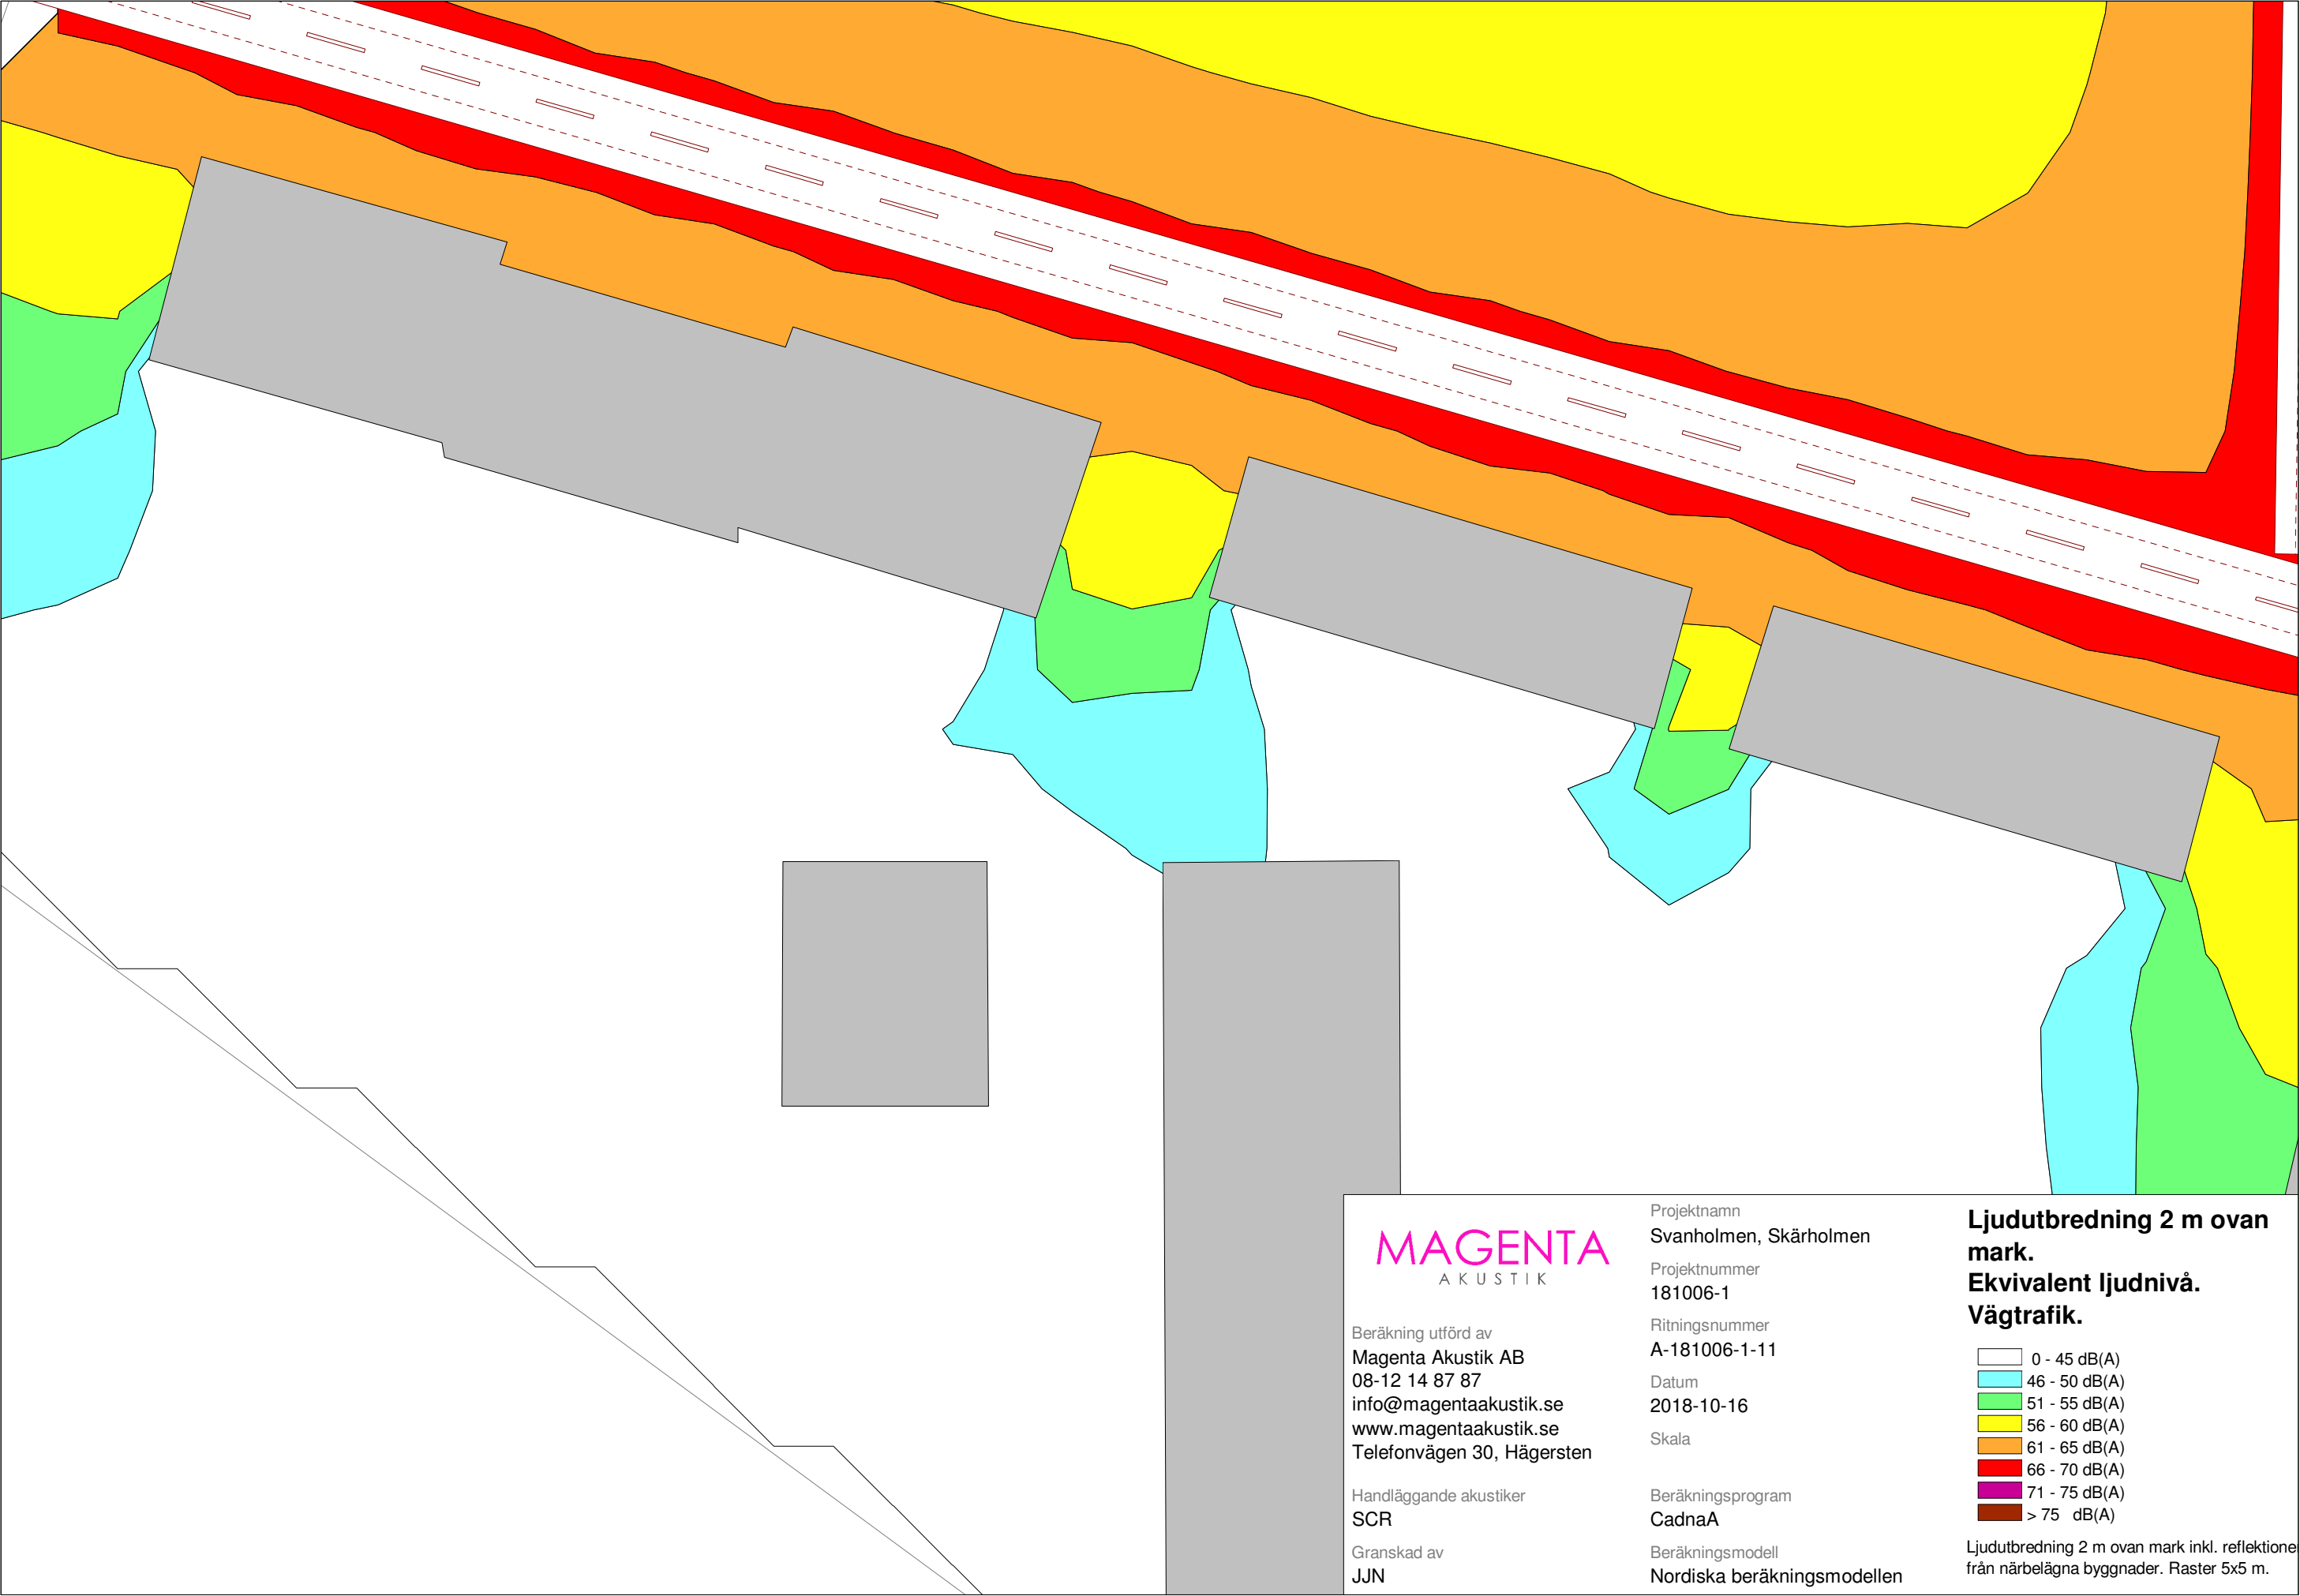 MAGENTA
AKUSTIK
Beräkning utförd av
Magenta Akustik AB
08-12 14 87 87
info@magentaakustik.se
www.magentaakustik.se
Telefonvägen 30, Hägersten
Handläggande akustiker
SCR
Granskad av
JJN
Projektnamn
Svanholmen, Skärholmen
Projektnummer
181006-1
Ritningsnummer
A-181006-1-11
Datum
2018-10-16
Skala
Beräkningsprogram
CadnaA
Beräkningsmodell
Nordiska beräkningsmodellen
Ljudutbredning 2 m ovan
mark.
Ekvivalent ljudnivå.
Vägtrafik.
0 - 45 dB(A)
46 - 50 dB(A)
51 - 55 dB(A)
56 - 60 dB(A)
61 - 65 dB(A)
66 - 70 dB(A)
71 - 75 dB(A)
> 75 dB(A)
Ljudutbredning 2 m ovan mark inkl. reflektione
från närbelägna byggnader. Raster 5x5 m.